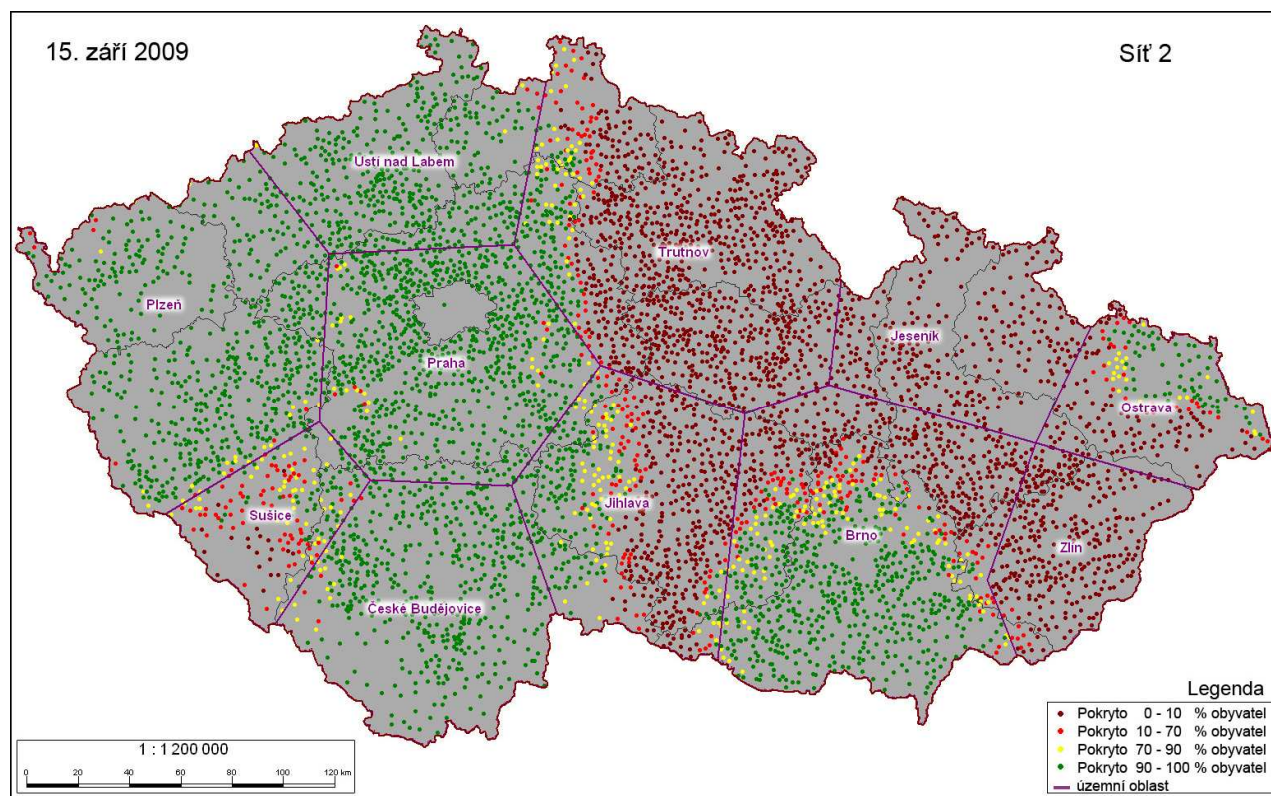 15. září 2009
Síť 2
Ústí nad Labem
Trutnov
Plzeň
Jeseník
Praha
Ostrava
Jihlava
Sušice
Brno
Zlín
České Budějovice
Legenda
Pokryto 0 - 10 % obyvatel
Pokryto 10 - 70 % obyvatel
Pokryto 70 - 90 % obyvatel
Pokryto 90 - 100 % obyvatel
územní oblast
1 : 1 200 000
0 20 40 60 80 100 120 km